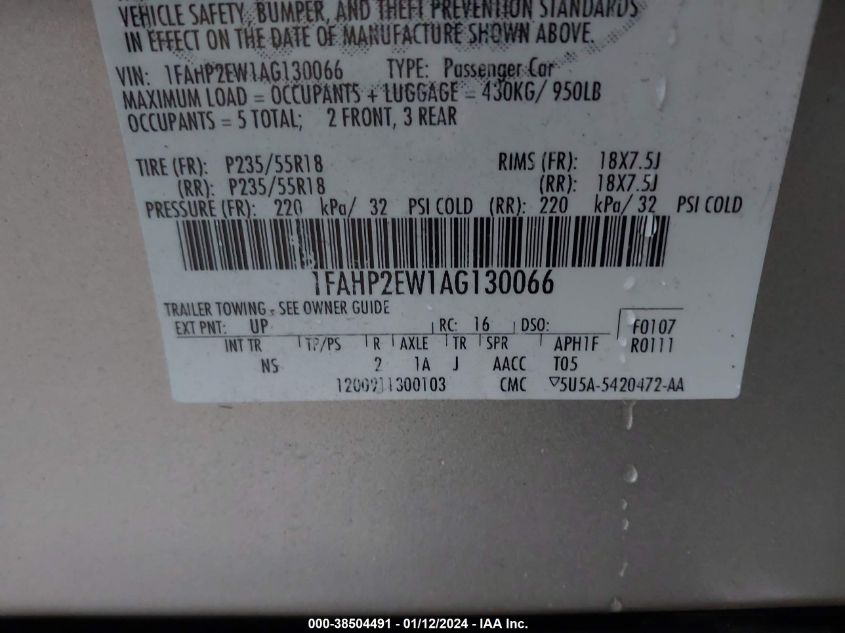 VEHICLE SAFETY, BUMPER, AND THEFT PREVENTION STANDARDS
IN EFFECT ON THE DATE OF MANUFACTURE SHOWN ABOVE.
VIN: 1FAHP2EW1AG130066 TYPE: Passenger Car
MAXIMUM LOAD = OCCUPANTS + LUGGAGE = 430KG/ 950LB
OCCUPANTS = 5 TOTAL; 2 FRONT, 3 REAR
TIRE (FR): P235/55R18 RIMS (FR): 18X7.5J
(RR): P235/55R18 (RR): 18X7.5J
PRESSURE (FR): 220 kPa/ 32 PSI COLD (RR): 220 kPa/ 32 PSI COLD
1FAHP2EW1AG130066
TRAILER TOWING - SEE OWNER GUIDE
EXT PNT: UP RC: 16 DSO: F0107
INT TR TP/PS R AXLE TR SPR APH1F R0111
NS 2 1A J AACC T05
1200911300103 CMC ▽5U5A-5420472-AA
000-38504491 - 01/12/2024 - IAA Inc.